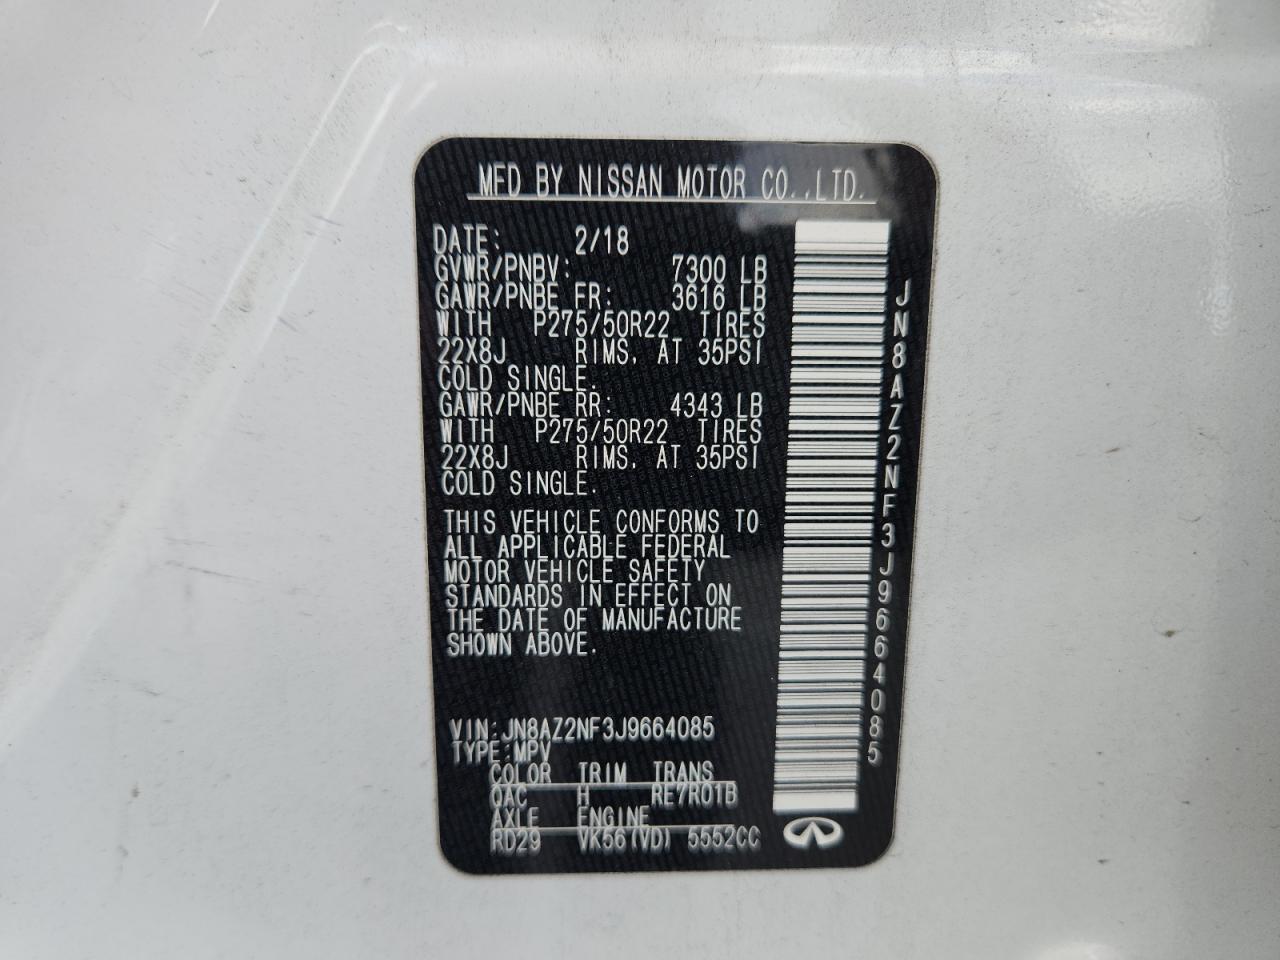 MFD BY NISSAN MOTOR CO.,LTD.
DATE: 2/18
GVWR/PNBV: 7300 LB
GAWR/PNBE FR: 3616 LB
WITH P275/50R22 TIRES
22X8J RIMS. AT 35PSI
COLD SINGLE.
GAWR/PNBE RR: 4343 LB
WITH P275/50R22 TIRES
22X8J RIMS. AT 35PSI
COLD SINGLE.
THIS VEHICLE CONFORMS TO
ALL APPLICABLE FEDERAL
MOTOR VEHICLE SAFETY
STANDARDS IN EFFECT ON
THE DATE OF MANUFACTURE
SHOWN ABOVE.
VIN:JN8AZ2NF3J9664085
TYPE:MPV
COLOR TRIM TRANS
QAC H RE7R01B
AXLE ENGINE
RD29 VK56(VD) 5552CC
JN8AZ2NF3J9664085